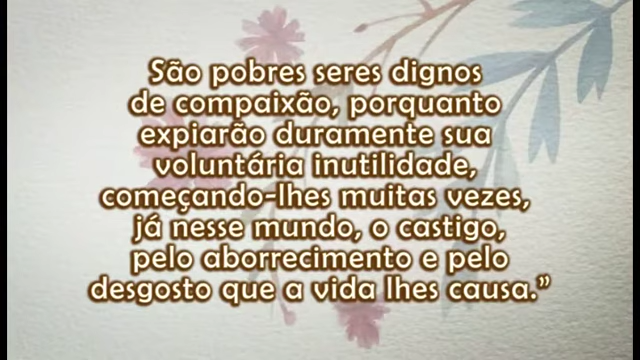 São pobres seres dignos
de compaixão, porquanto
expiarão duramente sua
voluntária inutilidade,
começando-lhes muitas vezes,
já nesse mundo, o castigo,
pelo aborrecimento e pelo
desgosto que a vida lhes causa.”